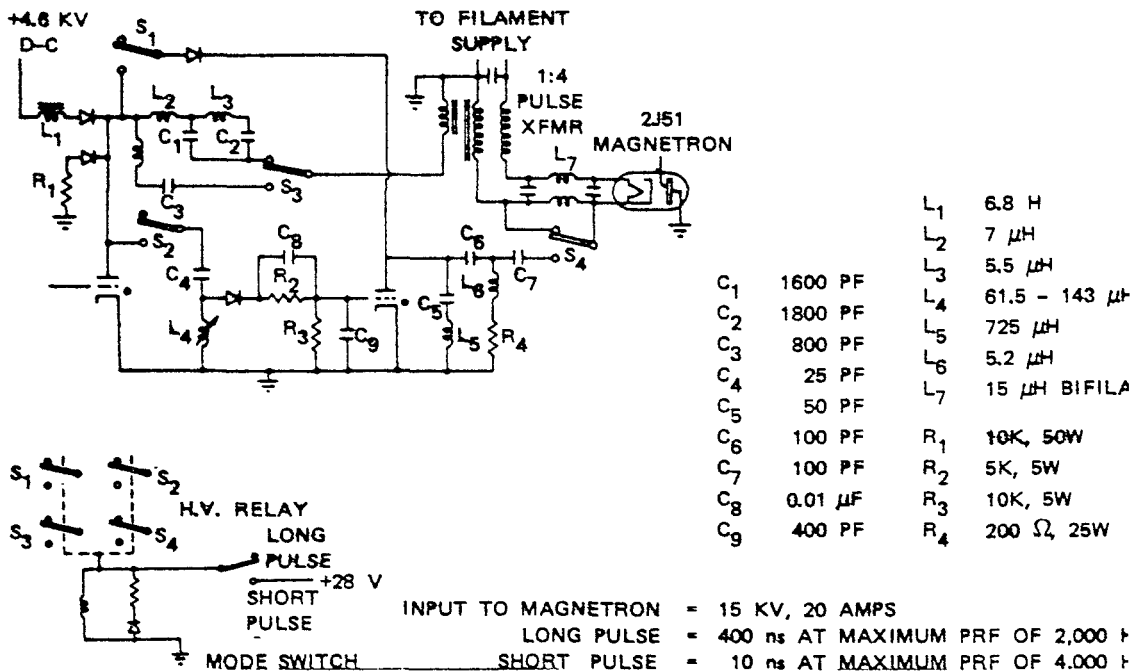 +4.6 KV
D-C
S1
TO FILAMENT
SUPPLY
1:4
PULSE
XFMR
2J51
MAGNETRON
L1
L2
L3
C1
C2
L7
R1
S3
C3
S2
C4
C8
R2
C6
C7
S4
L4
R3
C9
C5
L6
L5
R4
C1 1600 PF
C2 1800 PF
C3 800 PF
C4 25 PF
C5 50 PF
C6 100 PF
C7 100 PF
C8 0.01 μF
C9 400 PF
L1 6.8 H
L2 7 μH
L3 5.5 μH
L4 61.5 - 143 μH
L5 725 μH
L6 5.2 μH
L7 15 μH BIFILA
R1 10K, 50W
R2 5K, 5W
R3 10K, 5W
R4 200 Ω, 25W
S1
S2
S3
S4
H.V. RELAY
LONG
PULSE
+28 V
SHORT
PULSE
MODE SWITCH
INPUT TO MAGNETRON = 15 KV, 20 AMPS
LONG PULSE = 400 ns AT MAXIMUM PRF OF 2,000
SHORT PULSE = 10 ns AT MAXIMUM PRF OF 4.000